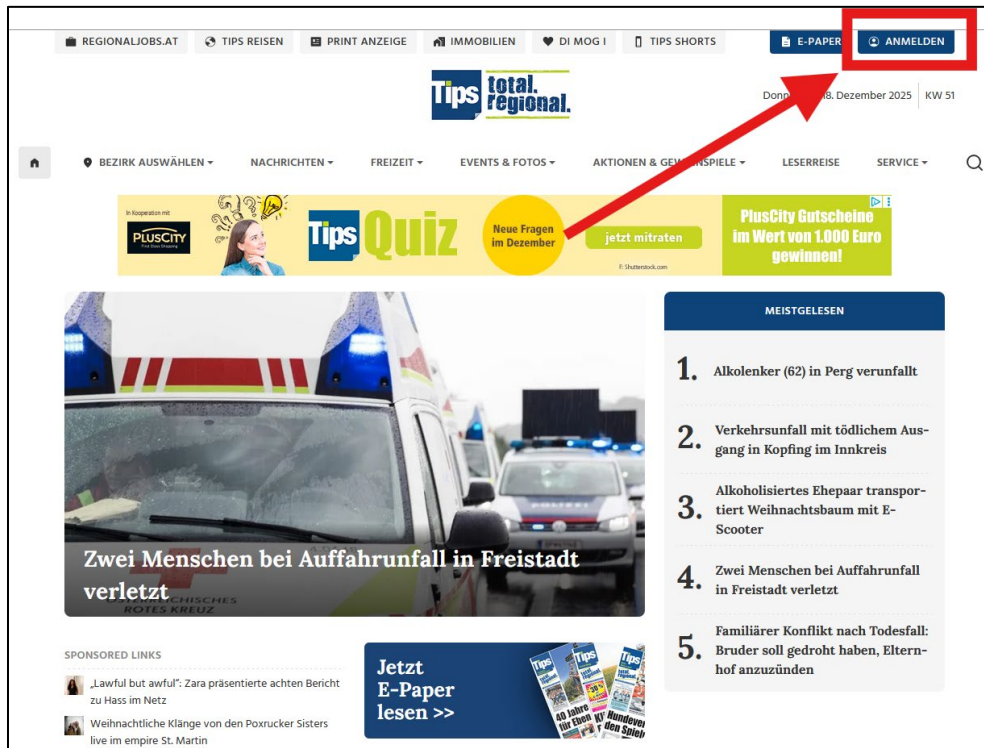 REGIONALJOBS.AT TIPS REISEN PRINT ANZEIGE IMMOBILIEN DI MOG I TIPS SHORTS E-PAPER ANMELDEN
Tips total.
regional.
Dezember 2025 KW 51
BEZIRK AUSWÄHLEN NACHRICHTEN FREIZEIT EVENTS & FOTOS AKTIONEN & LESERREISE SERVICE
In Kooperation mit
PLUSCITY
Tips Quiz
Neue Fragen
im Dezember
jetzt mitraten
F: Shutterstock.com
PlusCity Gutscheine
im Wert von 1.000 Euro
gewinnen!
Zwei Menschen bei Auffahrunfall in Freistadt
verletzt
ROTES KREUZ
MEISTGELESEN
1. Alkolenker (62) in Perg verunfallt
2. Verkehrsunfall mit tödlichem Aus-
gang in Kopfing im Innkreis
3. Alkoholisiertes Ehepaar transpor-
tiert Weihnachtsbaum mit E-
Scooter
4. Zwei Menschen bei Auffahrunfall
in Freistadt verletzt
5. Familiärer Konflikt nach Todesfall:
Bruder soll gedroht haben, Eltern-
hof anzuzünden
SPONSORED LINKS
„Lawful but awful“: Zara präsentierte achten Bericht
zu Hass im Netz
Weihnachtliche Klänge von den Poxrucker Sisters
live im empire St. Martin
Jetzt
E-Paper
lesen >>